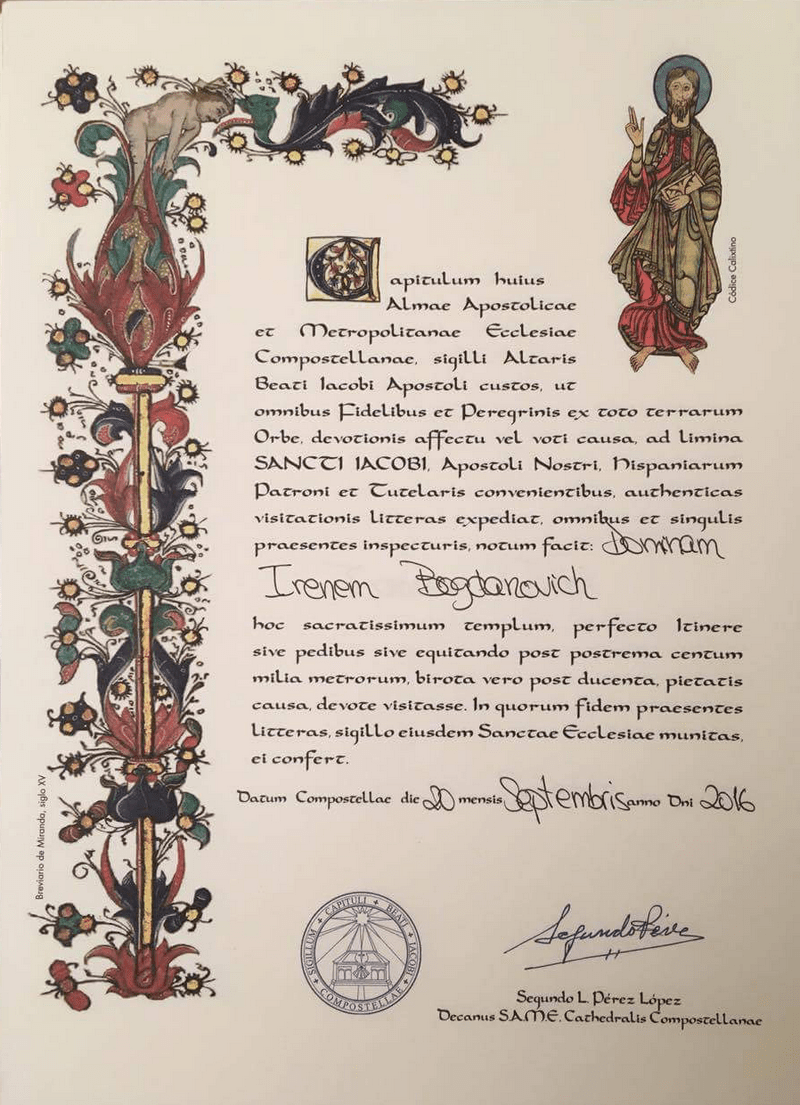 Códice Calixtino
Capitulum huius
Almae Apostolicae
et Metropolitanae Ecclesiae
Compostellanae, sigilli Altaris
Beati Iacobi Apostoli custos, ut
omnibus Fidelibus et Peregrinis ex toto terrarum
Orbe, devotionis affectu vel voti causa, ad limina
SANCTI IACOBI, Apostoli Nostri, Hispaniarum
Patroni et Tutelaris convenientibus, authenticas
visitationis litteras expediat, omnibus et singulis
praesentes inspecturis, notum facit: Dominam
Irenem Bogdanovich
hoc sacratissimum templum, perfecto Itinere
sive pedibus sive equitando post postrema centum
milia metrorum, birota vero post ducenta, pietatis
causa, devote visitasse. In quorum fidem praesentes
litteras, sigillo eiusdem Sanctae Ecclesiae munitas,
ei confert.
Datum Compostellae die 20 mensis Septembris anno Dni 2016
Breviario de Miranda, siglo XV
SIGILLUM + CAPITULI + BEATI + IACOBI + COMPOSTELLAE +
Segundo Pérez
Segundo L. Pérez López
Decanus S.A.M.E. Cathedralis Compostellanae